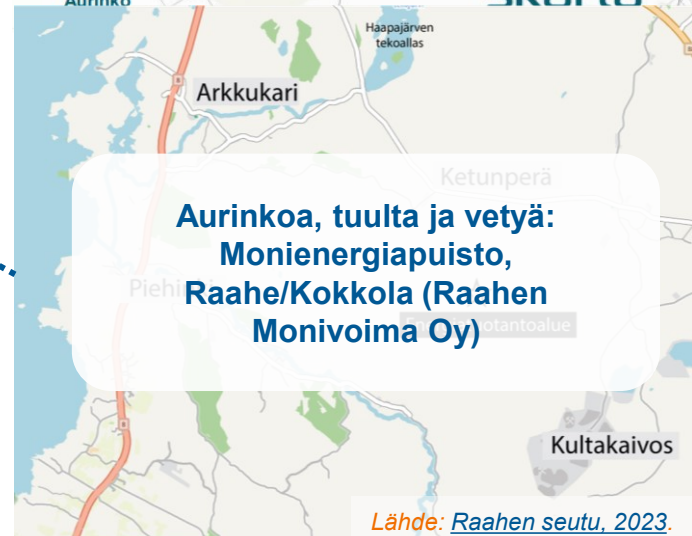 Aurinko
Haapajärven
tekoallas
Arkkukari
Ketunperä
Aurinkoa, tuulta ja vetyä:
Monienergiapuisto,
Raahe/Kokkola (Raahen
Monivoima Oy)
Kultakaivos
Lähde: Raahen seutu, 2023.